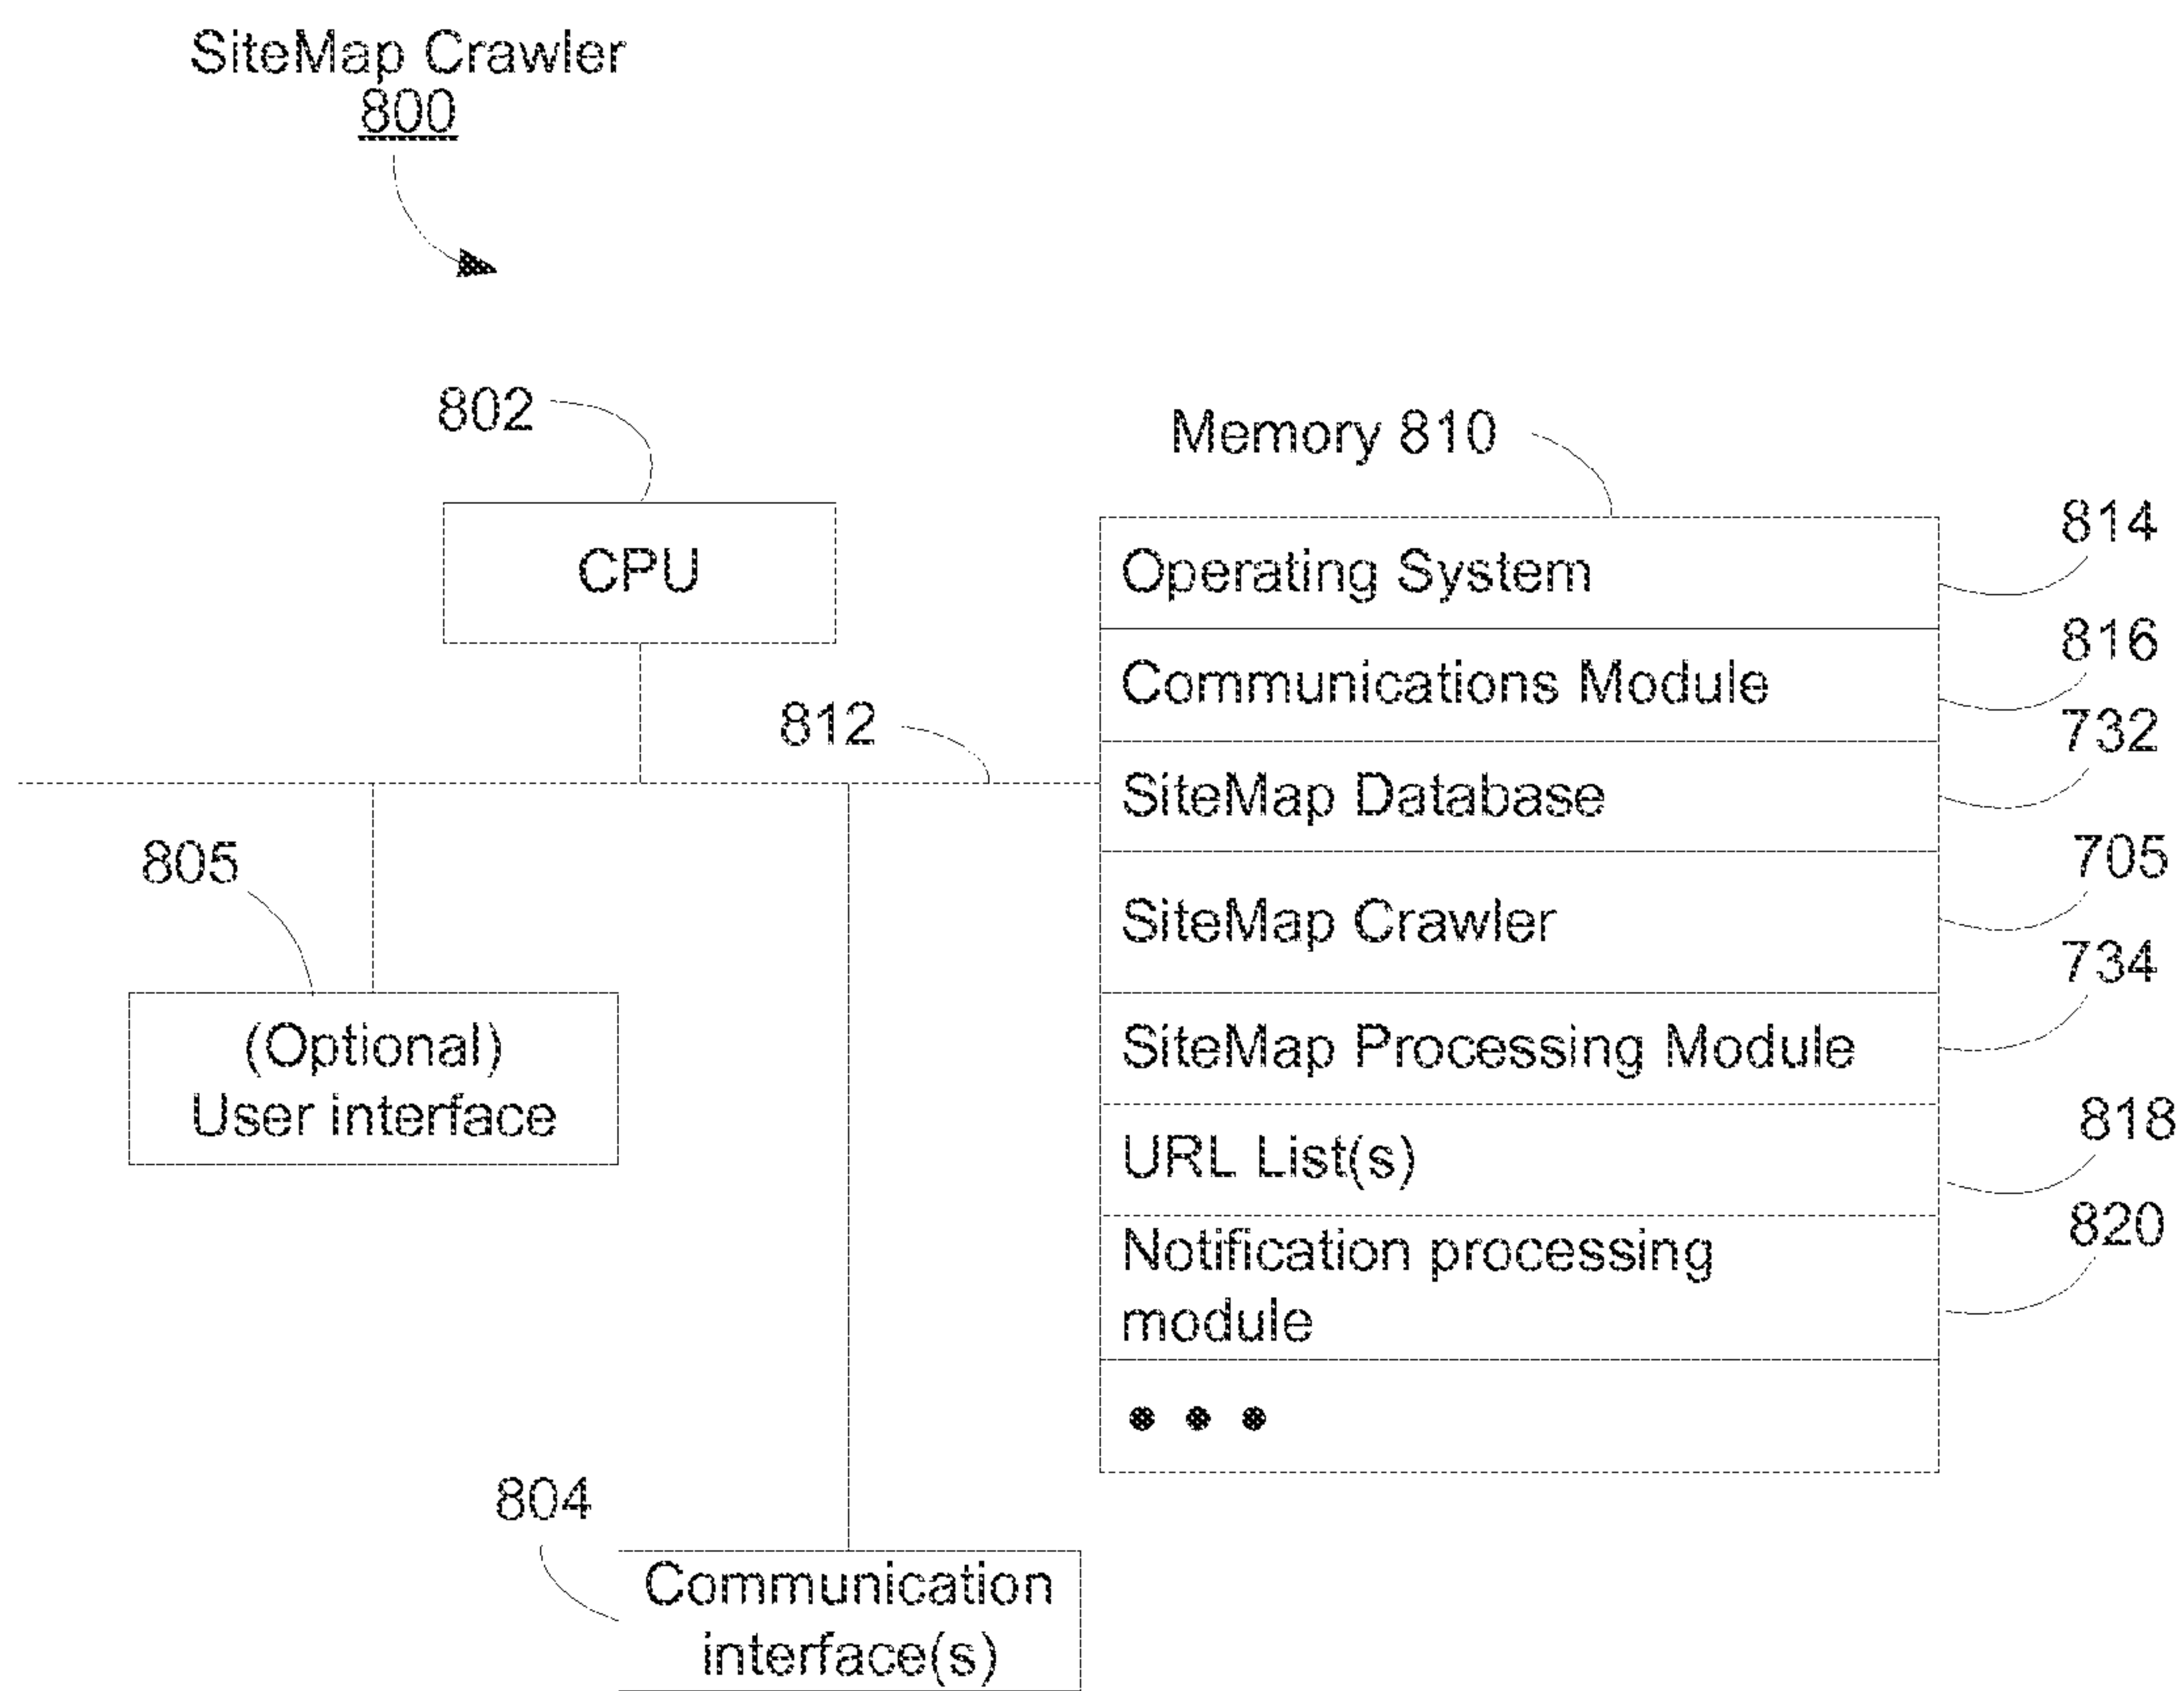 SiteMap Crawler
800
802
CPU
812
805
(Optional)
User interface
804
Communication
interface(s)
Memory 810
Operating System
814
Communications Module
816
SiteMap Database
732
SiteMap Crawler
705
SiteMap Processing Module
734
URL List(s)
818
Notification processing
module
820